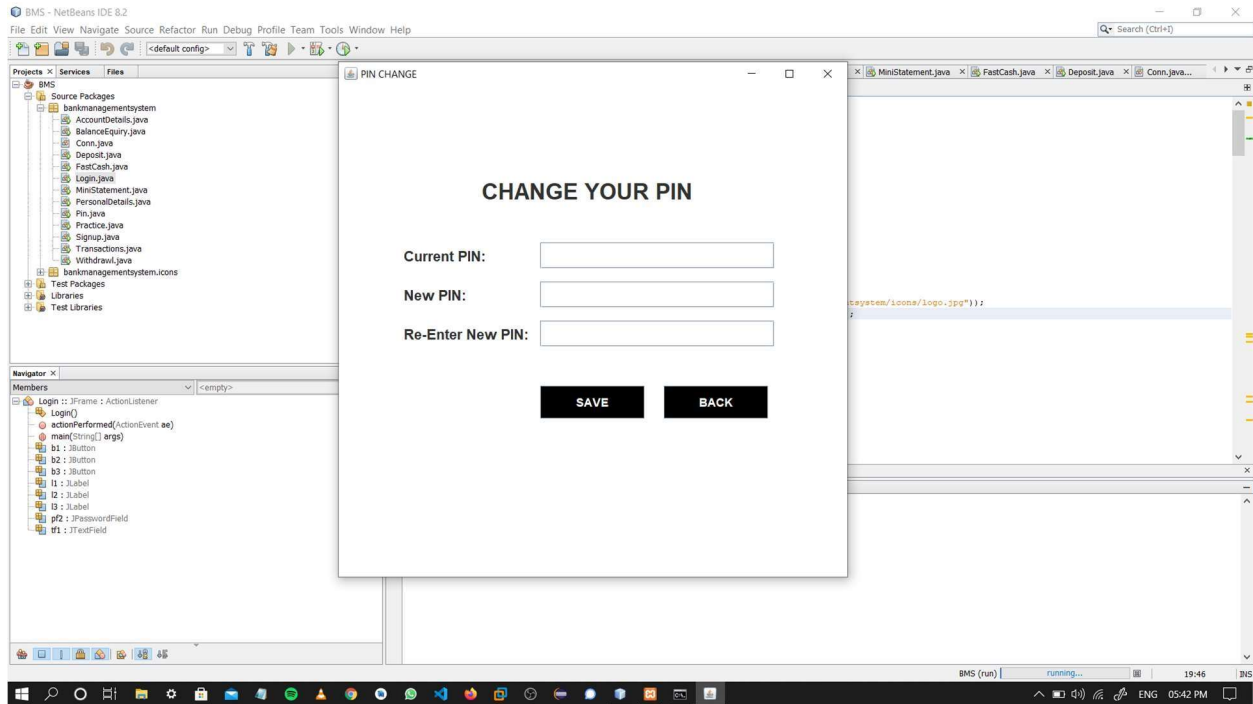 BMS - NetBeans IDE 8.2
File Edit View Navigate Source Refactor Run Debug Profile Team Tools Window Help
Search (Ctrl+I)
<default config>
Projects × Services Files
MiniStatement.java × FastCash.java × Deposit.java × Conn.java...
BMS
Source Packages
bankmanagementsystem
AccountDetails.java
BalanceEquiry.java
Conn.java
Deposit.java
FastCash.java
Login.java
MiniStatement.java
PersonalDetails.java
Pin.java
Practice.java
Signup.java
Transactions.java
Withdrawl.java
bankmanagementsystem.icons
Test Packages
Libraries
Test Libraries
PIN CHANGE
CHANGE YOUR PIN
Current PIN:
New PIN:
Re-Enter New PIN:
SAVE BACK
tsystem/icons/logo.jpg"));
;
Navigator ×
Members <empty>
Login :: JFrame : ActionListener
Login()
actionPerformed(ActionEvent ae)
main(String[] args)
b1 : JButton
b2 : JButton
b3 : JButton
l1 : JLabel
l2 : JLabel
l3 : JLabel
pf2 : JPasswordField
tf1 : JTextField
BMS (run) running... 19:46 INS
ENG 05:42 PM